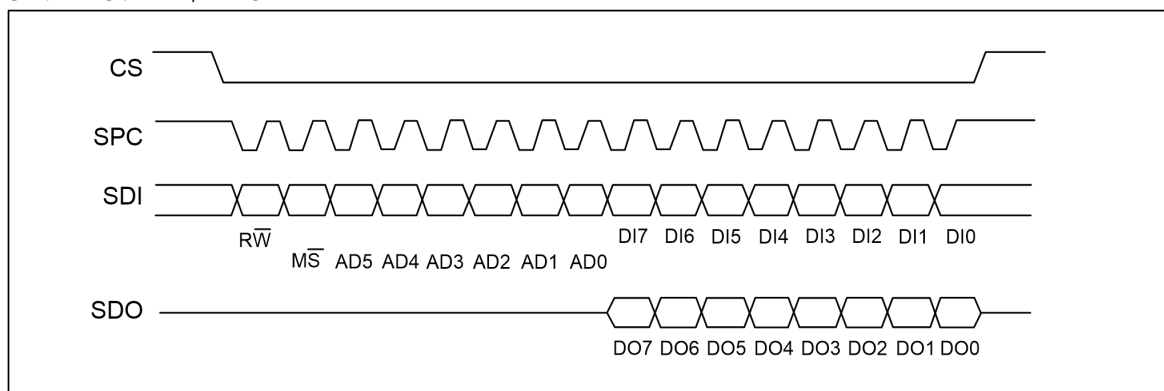 CS
SPC
SDI
RW̅
DI7 DI6 DI5 DI4 DI3 DI2 DI1 DI0
MS̅ AD5 AD4 AD3 AD2 AD1 AD0
SDO
DO7 DO6 DO5 DO4 DO3 DO2 DO1 DO0